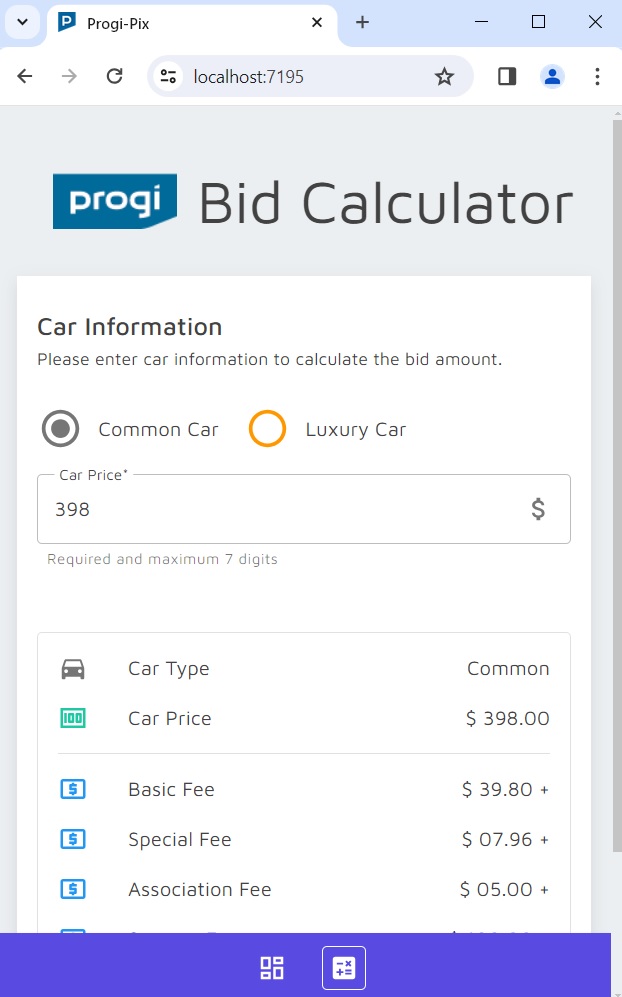 Progi-Pix
localhost:7195
progi Bid Calculator
Car Information
Please enter car information to calculate the bid amount.
Common Car Luxury Car
Car Price*
398 $
Required and maximum 7 digits
Car Type Common
100 Car Price $ 398.00
$ Basic Fee $ 39.80 +
$ Special Fee $ 07.96 +
$ Association Fee $ 05.00 +